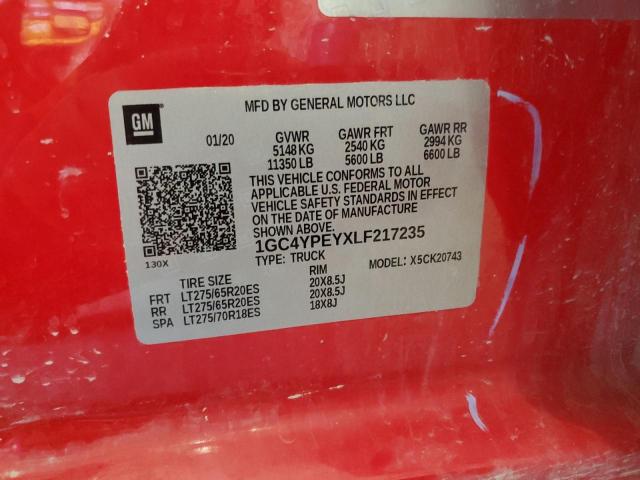 MFD BY GENERAL MOTORS LLC
GM
01/20 GVWR GAWR FRT GAWR RR
5148 KG 2540 KG 2994 KG
11350 LB 5600 LB 6600 LB
THIS VEHICLE CONFORMS TO ALL
APPLICABLE U.S. FEDERAL MOTOR
VEHICLE SAFETY STANDARDS IN EFFECT
ON THE DATE OF MANUFACTURE
SHOWN ABOVE.
1GC4YPEYXLF217235
130X TYPE: TRUCK MODEL: X5CK20743
TIRE SIZE RIM
FRT LT275/65R20ES 20X8.5J
RR LT275/65R20ES 20X8.5J
SPA LT275/70R18ES 18X8J